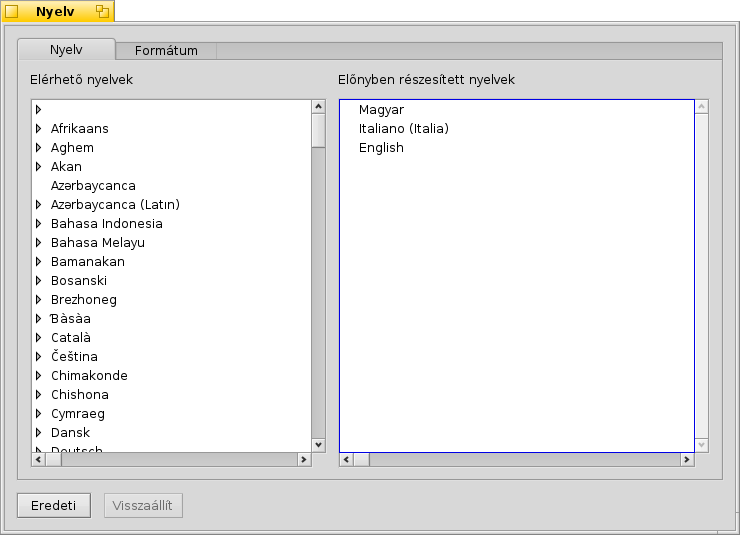 Nyelv
Nyelv
Formátum
Elérhető nyelvek
Előnyben részesített nyelvek
Afrikaans
Aghem
Akan
Azərbaycanca
Azərbaycanca (Latın)
Bahasa Indonesia
Bahasa Melayu
Bamanakan
Bosanski
Brezhoneg
Ɓàsàa
Català
Čeština
Chimakonde
Chishona
Cymraeg
Dansk
Deutsch
Magyar
Italiano (Italia)
English
Eredeti
Visszaállít